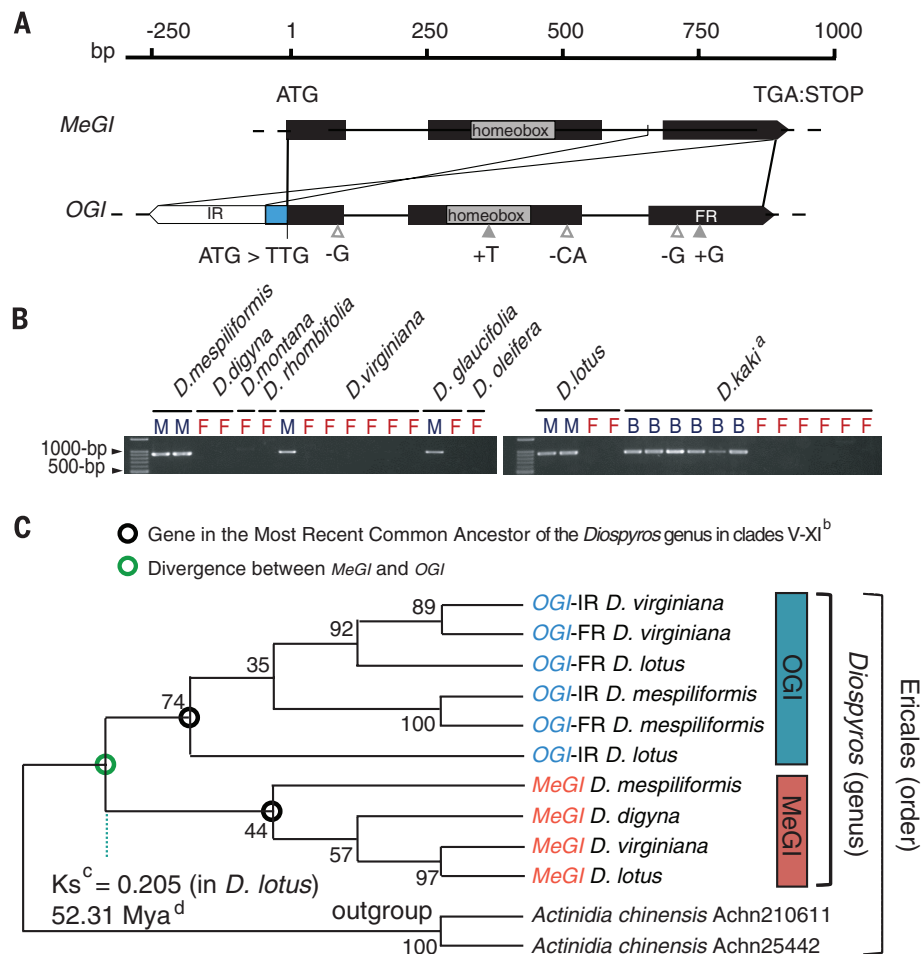 A
-250 1 250 500 750 1000
bp
ATG TGA:STOP
MeGI homeobox
OGI IR homeobox FR
ATG > TTG -G +T -CA -G +G
B
D.mespiliformis D.digyna D.montana D. rhombifolia D.virginiana D. glaucifolia D. oleifera D.lotus D.kaki a
M M F F F F M F F F F F F M F F M M F F B B B B B B F F F F F F
1000-bp
500-bp
C
Gene in the Most Recent Common Ancestor of the Diospyros genus in clades V-XI b
Divergence between MeGI and OGI
89 OGI-IR D. virginiana
92 OGI-FR D. virginiana
35 OGI-FR D. lotus
74 OGI-IR D. mespiliformis
100 OGI-FR D. mespiliformis
OGI-IR D. lotus
MeGI D. mespiliformis
44 MeGI D. digyna
57 MeGI D. virginiana
97 MeGI D. lotus
OGI
MeGI
Diospyros (genus)
Ericales (order)
Ks c = 0.205 (in D. lotus)
52.31 Mya d
outgroup
Actinidia chinensis Achn210611
100 Actinidia chinensis Achn25442